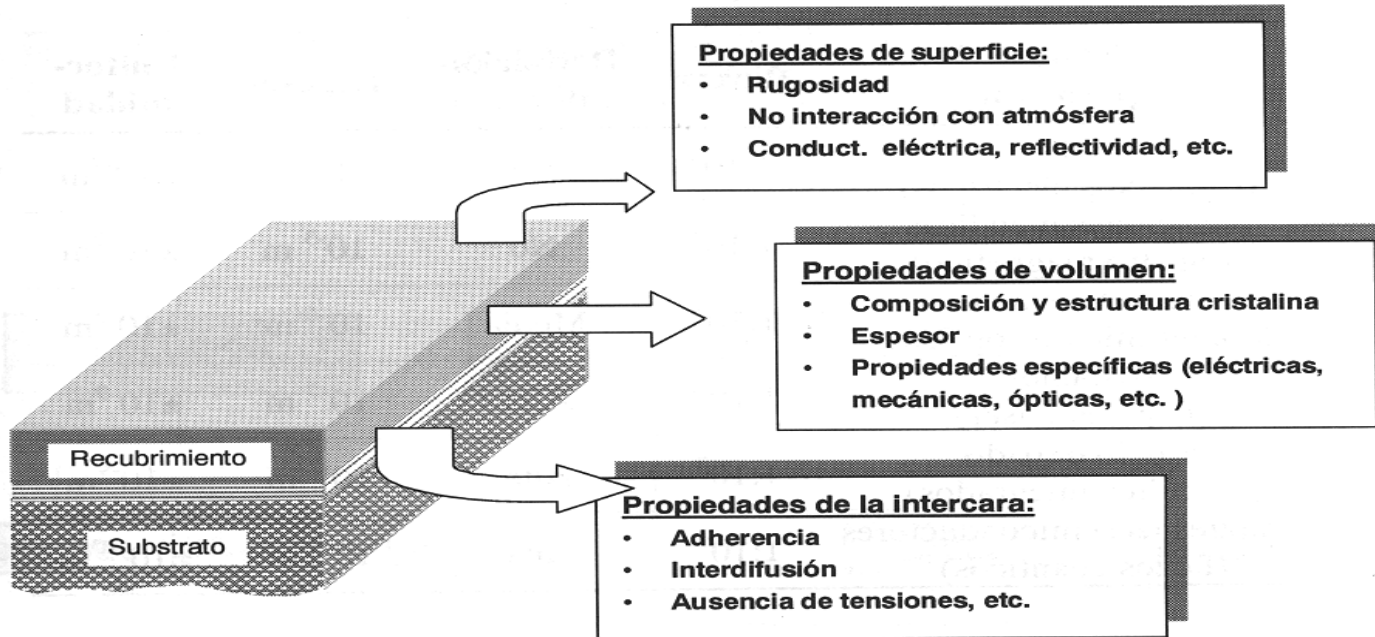 Propiedades de superficie:
• Rugosidad
• No interacción con atmósfera
• Conduct. eléctrica, reflectividad, etc.
Propiedades de volumen:
• Composición y estructura cristalina
• Espesor
• Propiedades específicas (eléctricas,
mecánicas, ópticas, etc. )
Recubrimiento
Substrato
Propiedades de la intercara:
• Adherencia
• Interdifusión
• Ausencia de tensiones, etc.